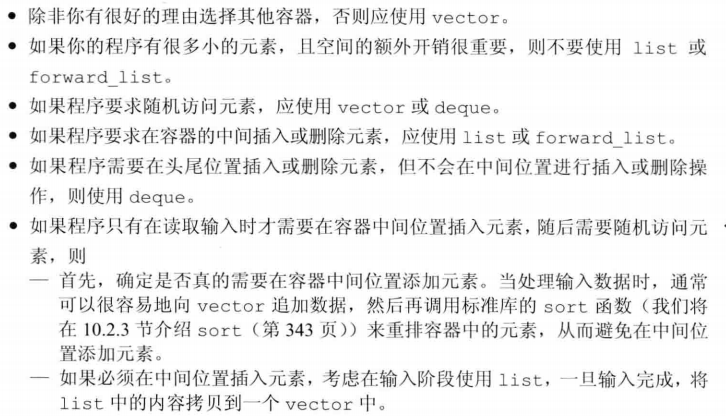 • 除非你有很好的理由选择其他容器，否则应使用 vector。
• 如果你的程序有很多小的元素，且空间的额外开销很重要，则不要使用 list 或
forward_list。
• 如果程序要求随机访问元素，应使用 vector 或 deque。
• 如果程序要求在容器的中间插入或删除元素，应使用 list 或 forward_list。
• 如果程序需要在头尾位置插入或删除元素，但不会在中间位置进行插入或删除操
作，则使用 deque。
• 如果程序只有在读取输入时才需要在容器中间位置插入元素，随后需要随机访问元
素，则
— 首先，确定是否真的需要在容器中间位置添加元素。当处理输入数据时，通常
可以很容易地向 vector 追加数据，然后再调用标准库的 sort 函数（我们将
在 10.2.3 节介绍 sort（第 343 页））来重排容器中的元素，从而避免在中间位
置添加元素。
— 如果必须在中间位置插入元素，考虑在输入阶段使用 list，一旦输入完成，将
list 中的内容拷贝到一个 vector 中。